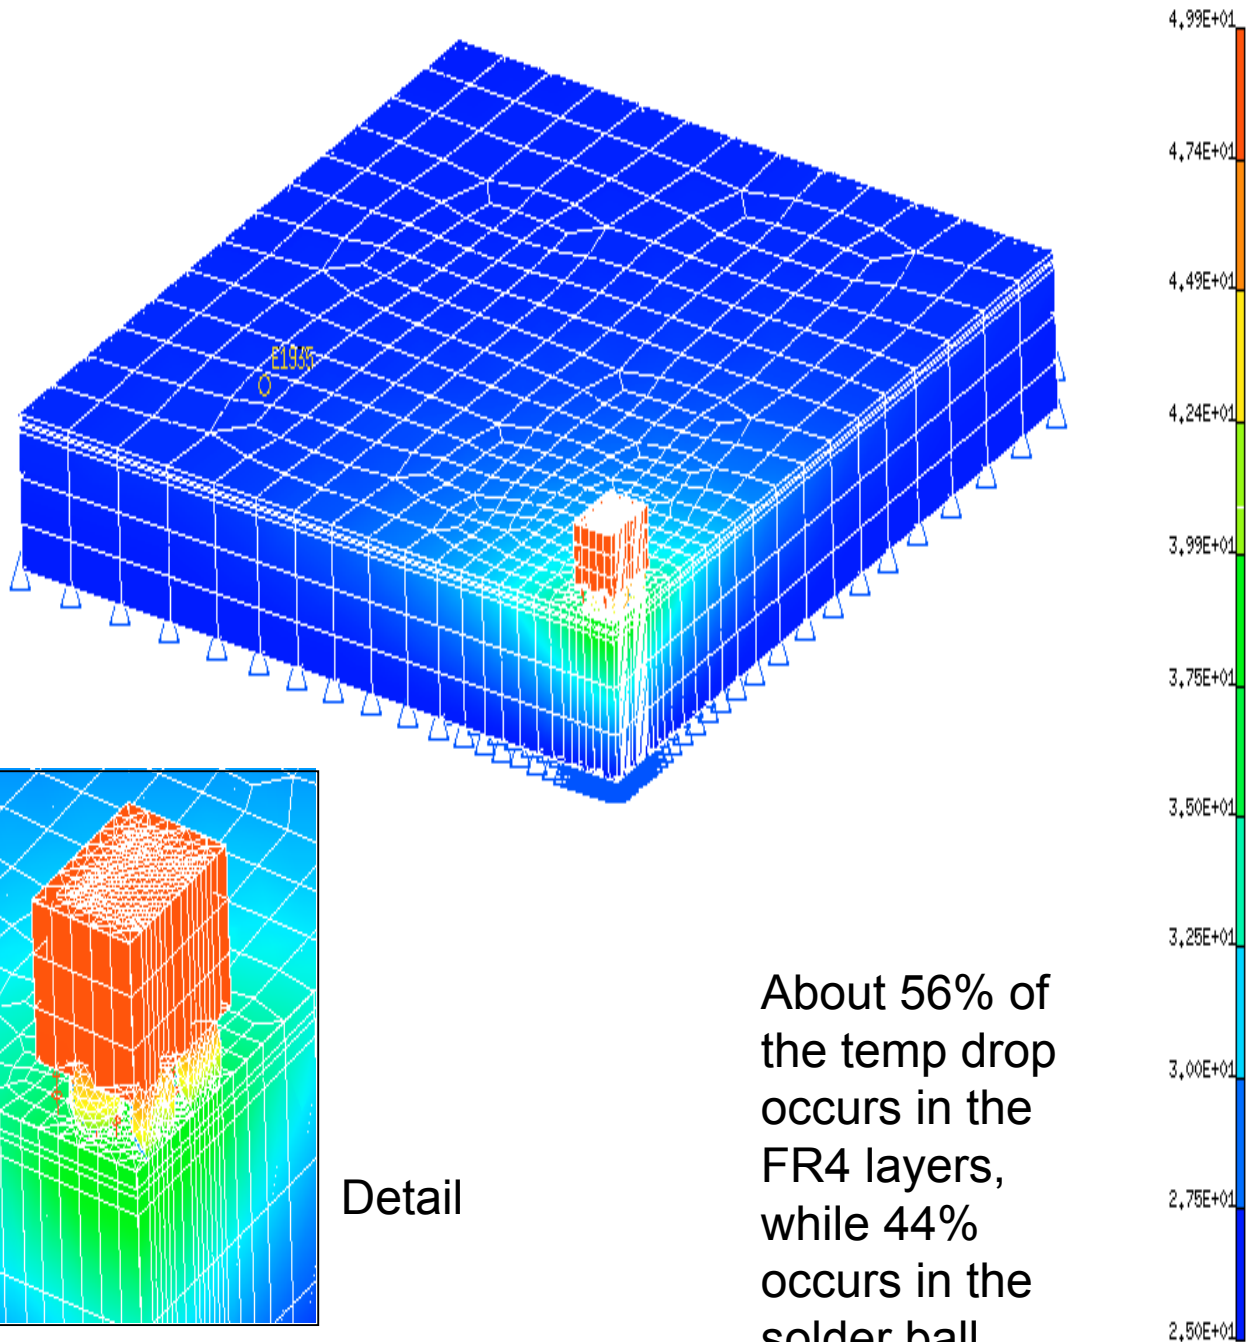 4.99E+01
4.74E+01
4.49E+01
4.24E+01
3.99E+01
3.75E+01
3.50E+01
3.25E+01
3.00E+01
2.75E+01
2.50E+01
Detail
About 56% of
the temp drop
occurs in the
FR4 layers,
while 44%
occurs in the
solder ball